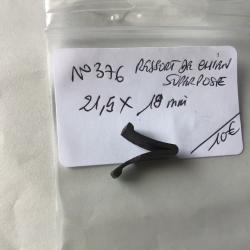 N° 376 RESSORT DE CHIEN
SUPERPOSE
21,5 X 18 mm
10€